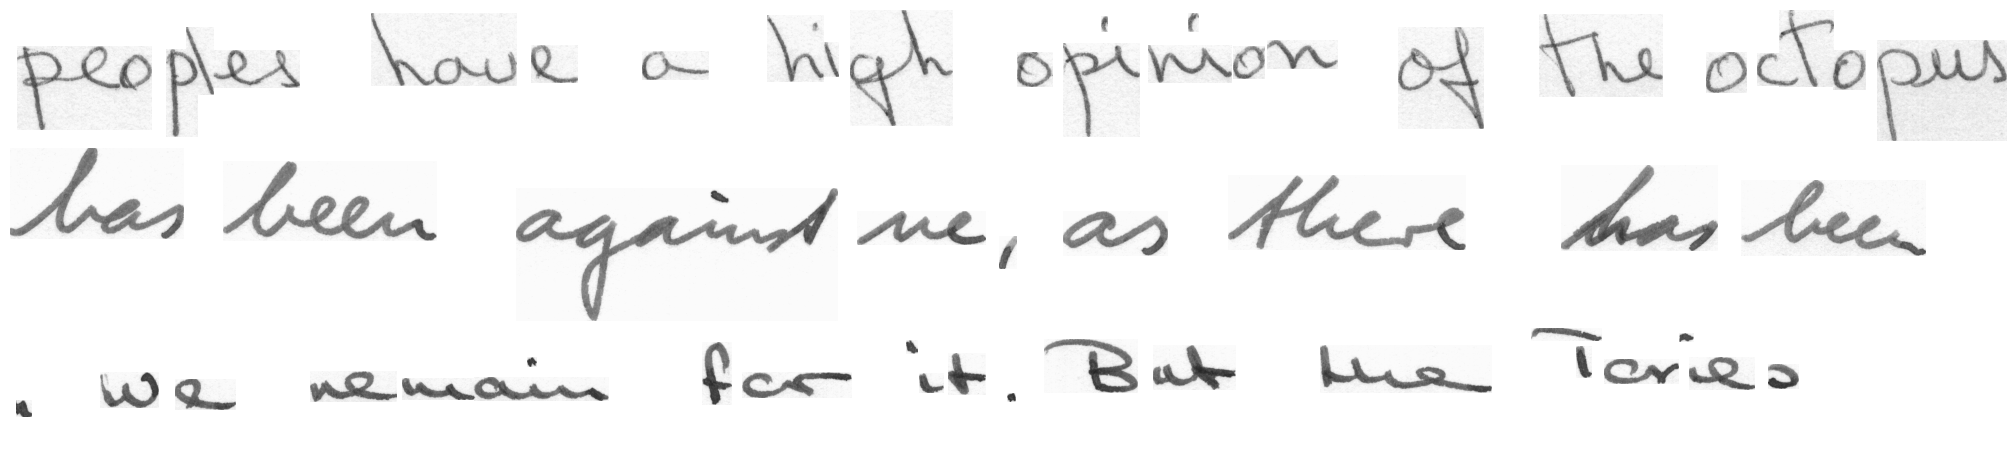 peoples have a high opinion of the octopus
has been against me, as there has been
. we remain for it. But the Tories